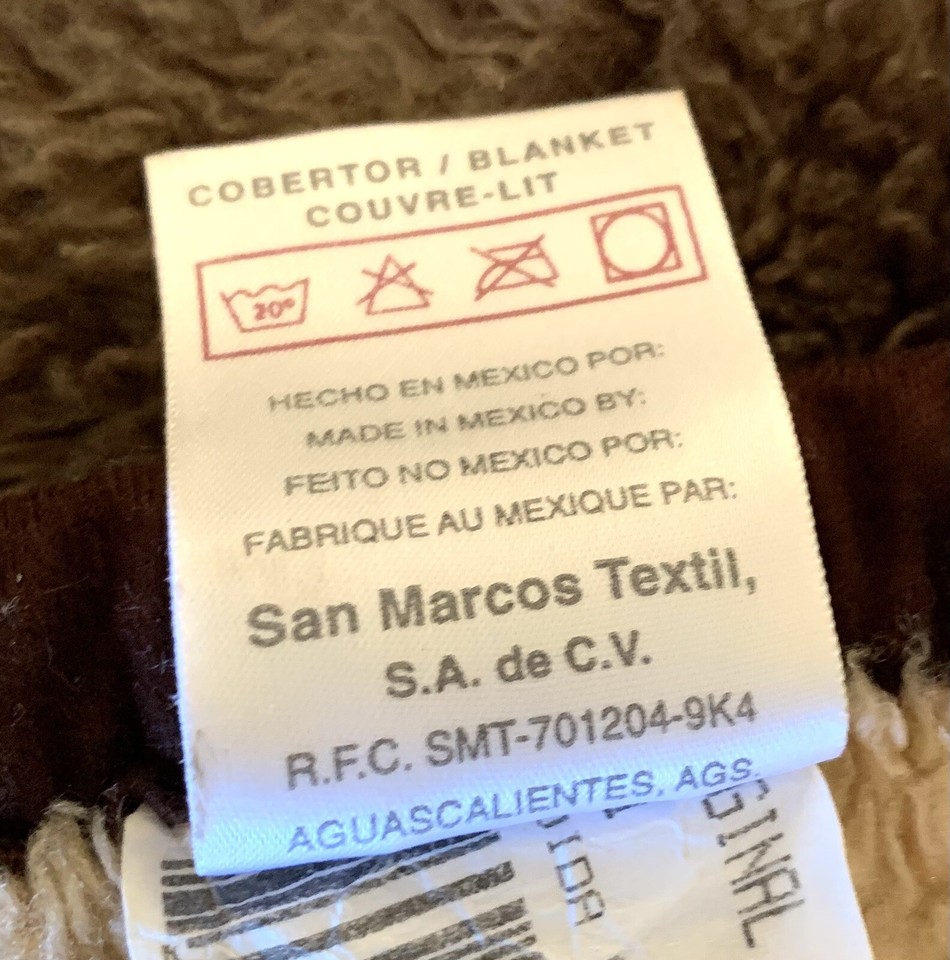 COBERTOR / BLANKET
COUVRE-LIT
20°
HECHO EN MEXICO POR:
MADE IN MEXICO BY:
FEITO NO MEXICO POR:
FABRIQUE AU MEXIQUE PAR:
San Marcos Textil,
S.A. de C.V.
R.F.C. SMT-701204-9K4
AGUASCALIENTES, AGS.
GINAL